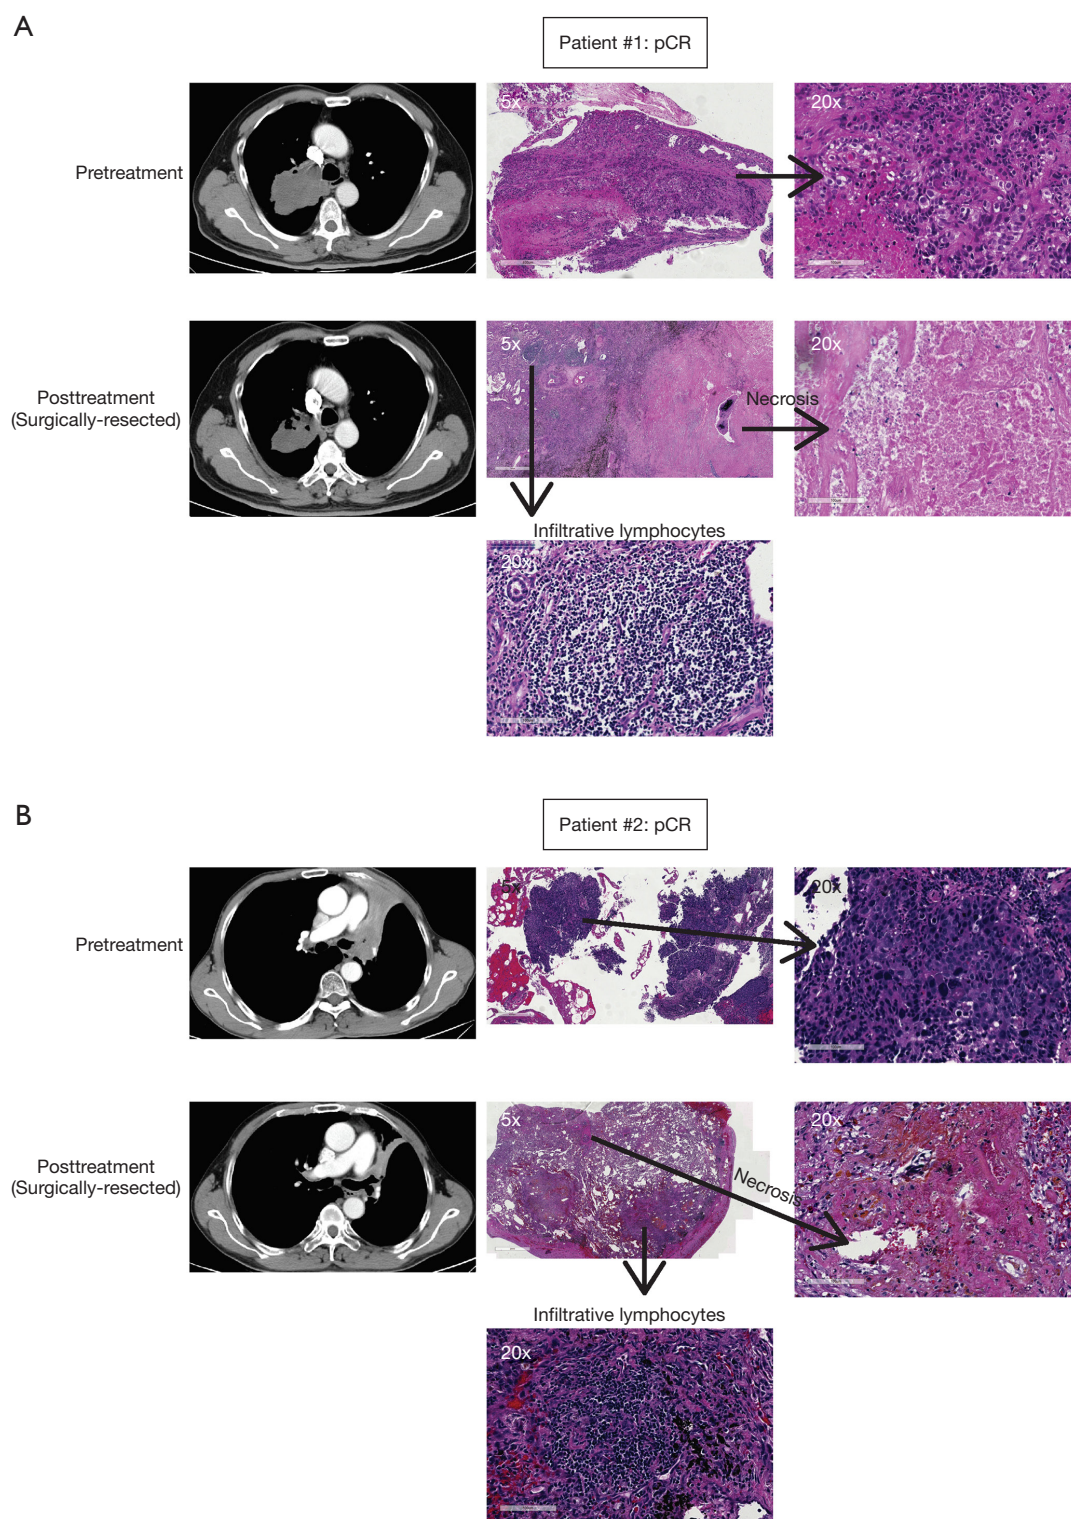 A
Patient #1: pCR
Pretreatment
5x
20x
Posttreatment
(Surgically-resected)
5x
Necrosis
20x
Infiltrative lymphocytes
20x
B
Patient #2: pCR
Pretreatment
5x
20x
Posttreatment
(Surgically-resected)
5x
Necrosis
20x
Infiltrative lymphocytes
20x